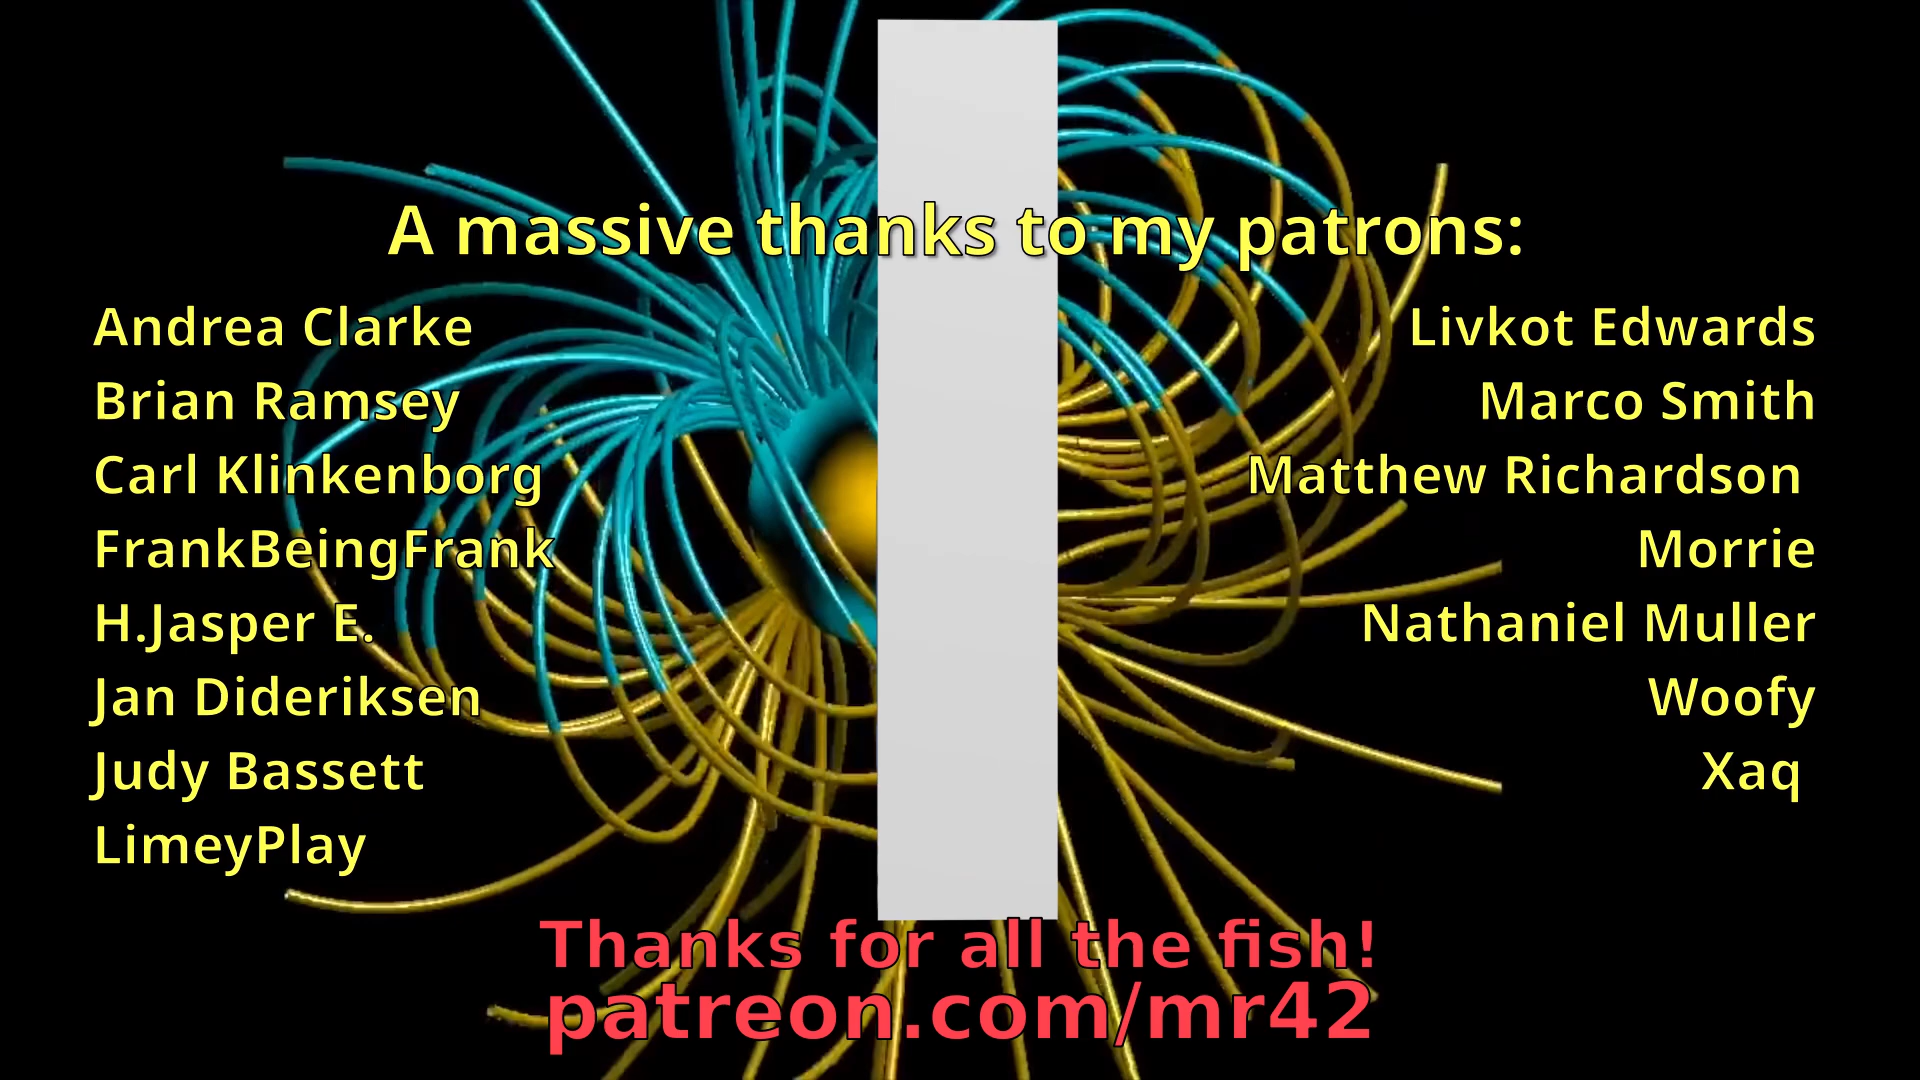 A massive thanks to my patrons:
Andrea Clarke
Brian Ramsey
Carl Klinkenborg
FrankBeingFrank
H.Jasper E.
Jan Dideriksen
Judy Bassett
LimeyPlay
Livkot Edwards
Marco Smith
Matthew Richardson
Morrie
Nathaniel Muller
Woofy
Xaq
Thanks for all the fish!
patreon.com/mr42